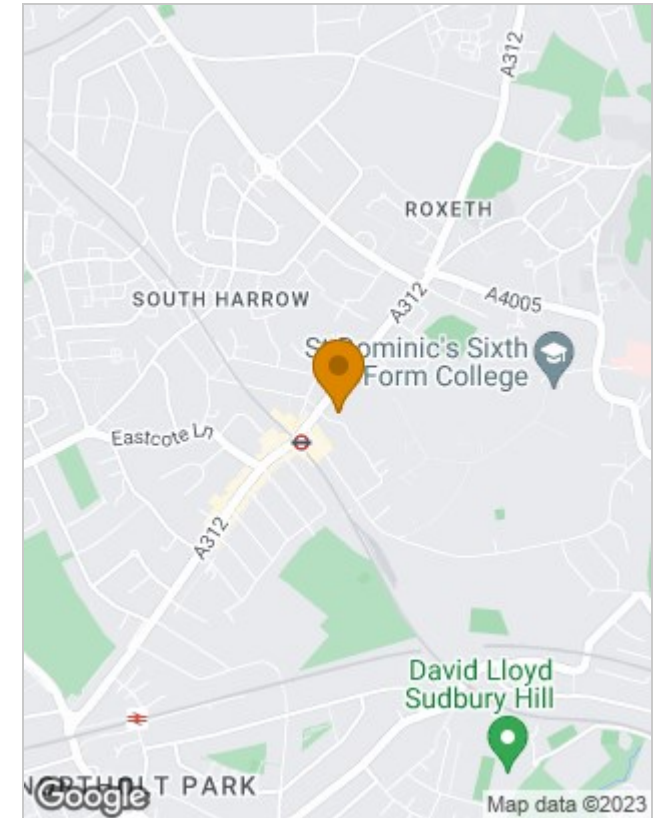 A312
ROXETH
SOUTH HARROW
A312
A4005
St Dominic's Sixth
Form College
Eastcote Ln
A312
David Lloyd
Sudbury Hill
NORTHOLT PARK
Google
Map data ©2023